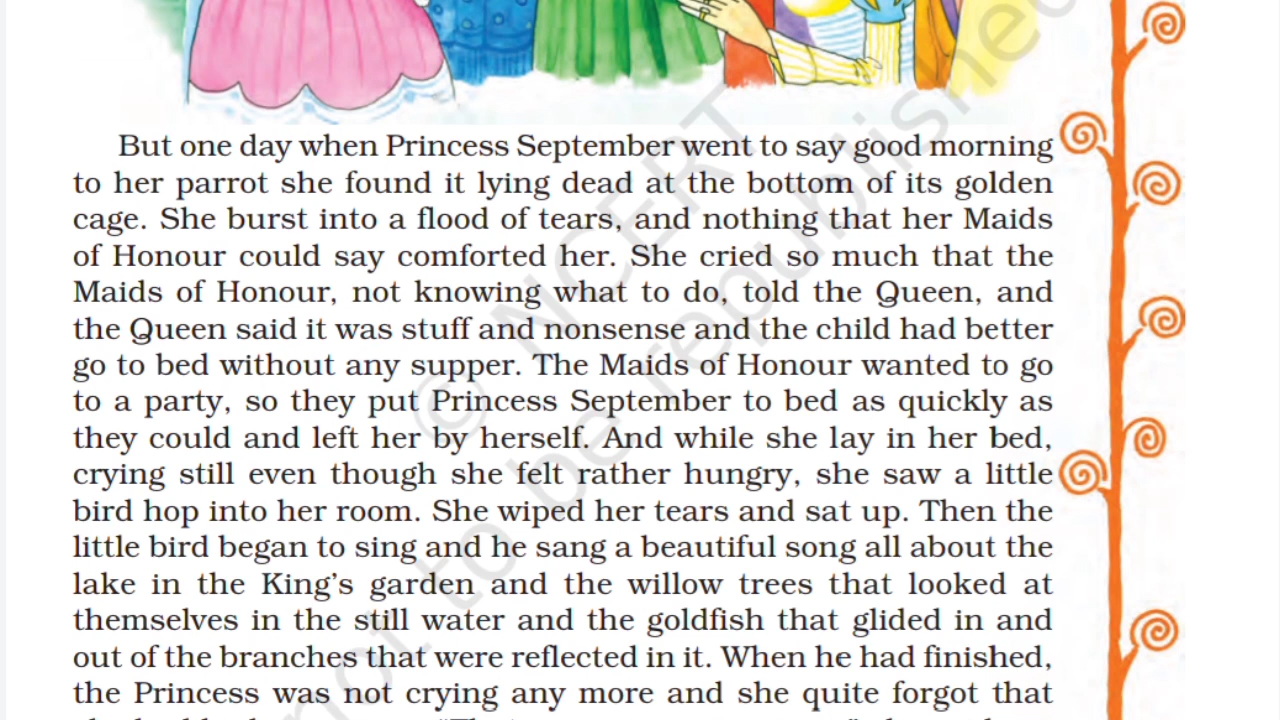 But one day when Princess September went to say good morning
to her parrot she found it lying dead at the bottom of its golden
cage. She burst into a flood of tears, and nothing that her Maids
of Honour could say comforted her. She cried so much that the
Maids of Honour, not knowing what to do, told the Queen, and
the Queen said it was stuff and nonsense and the child had better
go to bed without any supper. The Maids of Honour wanted to go
to a party, so they put Princess September to bed as quickly as
they could and left her by herself. And while she lay in her bed,
crying still even though she felt rather hungry, she saw a little
bird hop into her room. She wiped her tears and sat up. Then the
little bird began to sing and he sang a beautiful song all about the
lake in the King's garden and the willow trees that looked at
themselves in the still water and the goldfish that glided in and
out of the branches that were reflected in it. When he had finished,
the Princess was not crying any more and she quite forgot that
© NCERT
not to be republished